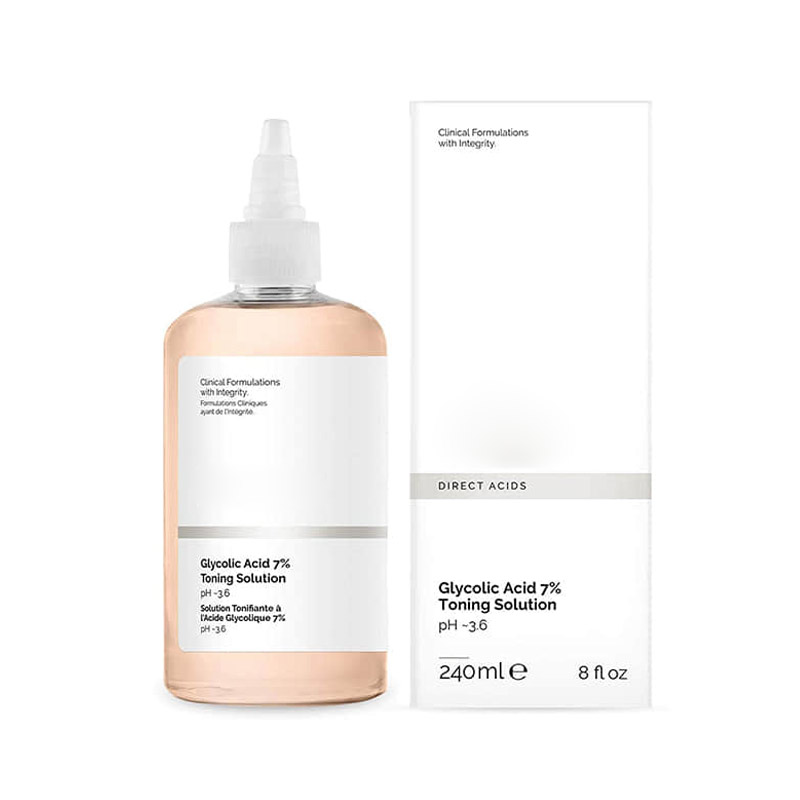 Clinical Formulations
with Integrity.
Formulations Cliniques
ayant de l'intégrité.
Glycolic Acid 7%
Toning Solution
pH ~3.6
Solution Tonifiante à
l'Acide Glycolique 7%
pH ~3.6
Clinical Formulations
with Integrity.
DIRECT ACIDS
Glycolic Acid 7%
Toning Solution
pH ~3.6
240ml ℮
8 fl oz